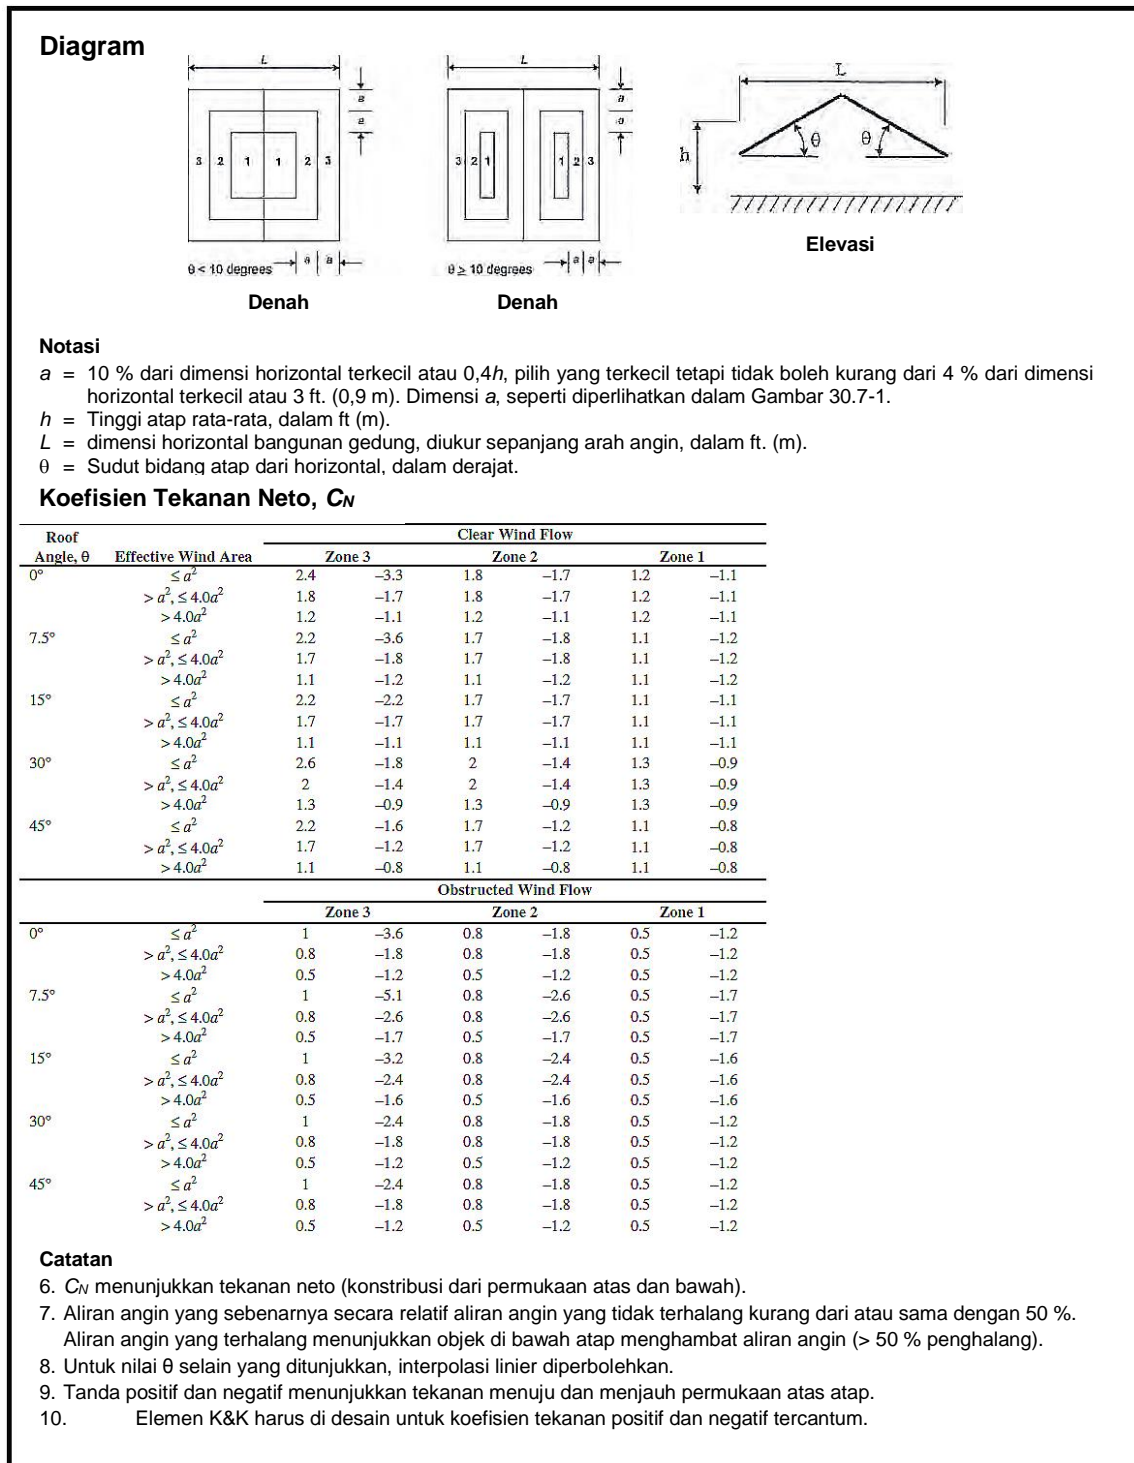 Diagram
L
L
L
a
a
a
a
3 2 1 1 2 3
3 2 1 1 2 3
h
θ
θ
θ < 10 degrees
a
a
θ ≥ 10 degrees
a
a
Elevasi
Denah
Denah
Notasi
a = 10 % dari dimensi horizontal terkecil atau 0,4h, pilih yang terkecil tetapi tidak boleh kurang dari 4 % dari dimensi
horizontal terkecil atau 3 ft. (0,9 m). Dimensi a, seperti diperlihatkan dalam Gambar 30.7-1.
h = Tinggi atap rata-rata, dalam ft (m).
L = dimensi horizontal bangunan gedung, diukur sepanjang arah angin, dalam ft. (m).
θ = Sudut bidang atap dari horizontal, dalam derajat.
Koefisien Tekanan Neto, CN
Clear Wind Flow
Roof
Angle, θ Effective Wind Area Zone 3 Zone 2 Zone 1
0° ≤ a² 2.4 –3.3 1.8 –1.7 1.2 –1.1
> a², ≤ 4.0a² 1.8 –1.7 1.8 –1.7 1.2 –1.1
> 4.0a² 1.2 –1.1 1.2 –1.1 1.2 –1.1
7.5° ≤ a² 2.2 –3.6 1.7 –1.8 1.1 –1.2
> a², ≤ 4.0a² 1.7 –1.8 1.7 –1.8 1.1 –1.2
> 4.0a² 1.1 –1.2 1.1 –1.2 1.1 –1.2
15° ≤ a² 2.2 –2.2 1.7 –1.7 1.1 –1.1
> a², ≤ 4.0a² 1.7 –1.7 1.7 –1.7 1.1 –1.1
> 4.0a² 1.1 –1.1 1.1 –1.1 1.1 –1.1
30° ≤ a² 2.6 –1.8 2 –1.4 1.3 –0.9
> a², ≤ 4.0a² 2 –1.4 2 –1.4 1.3 –0.9
> 4.0a² 1.3 –0.9 1.3 –0.9 1.3 –0.9
45° ≤ a² 2.2 –1.6 1.7 –1.2 1.1 –0.8
> a², ≤ 4.0a² 1.7 –1.2 1.7 –1.2 1.1 –0.8
> 4.0a² 1.1 –0.8 1.1 –0.8 1.1 –0.8
Obstructed Wind Flow
Zone 3 Zone 2 Zone 1
0° ≤ a² 1 –3.6 0.8 –1.8 0.5 –1.2
> a², ≤ 4.0a² 0.8 –1.8 0.8 –1.8 0.5 –1.2
> 4.0a² 0.5 –1.2 0.5 –1.2 0.5 –1.2
7.5° ≤ a² 1 –5.1 0.8 –2.6 0.5 –1.7
> a², ≤ 4.0a² 0.8 –2.6 0.8 –2.6 0.5 –1.7
> 4.0a² 0.5 –1.7 0.5 –1.7 0.5 –1.7
15° ≤ a² 1 –3.2 0.8 –2.4 0.5 –1.6
> a², ≤ 4.0a² 0.8 –2.4 0.8 –2.4 0.5 –1.6
> 4.0a² 0.5 –1.6 0.5 –1.6 0.5 –1.6
30° ≤ a² 1 –2.4 0.8 –1.8 0.5 –1.2
> a², ≤ 4.0a² 0.8 –1.8 0.8 –1.8 0.5 –1.2
> 4.0a² 0.5 –1.2 0.5 –1.2 0.5 –1.2
45° ≤ a² 1 –2.4 0.8 –1.8 0.5 –1.2
> a², ≤ 4.0a² 0.8 –1.8 0.8 –1.8 0.5 –1.2
> 4.0a² 0.5 –1.2 0.5 –1.2 0.5 –1.2
Catatan
6. CN menunjukkan tekanan neto (konstribusi dari permukaan atas dan bawah).
7. Aliran angin yang sebenarnya secara relatif aliran angin yang tidak terhalang kurang dari atau sama dengan 50 %.
Aliran angin yang terhalang menunjukkan objek di bawah atap menghambat aliran angin (> 50 % penghalang).
8. Untuk nilai θ selain yang ditunjukkan, interpolasi linier diperbolehkan.
9. Tanda positif dan negatif menunjukkan tekanan menuju dan menjauh permukaan atas atap.
10. Elemen K&K harus di desain untuk koefisien tekanan positif dan negatif tercantum.